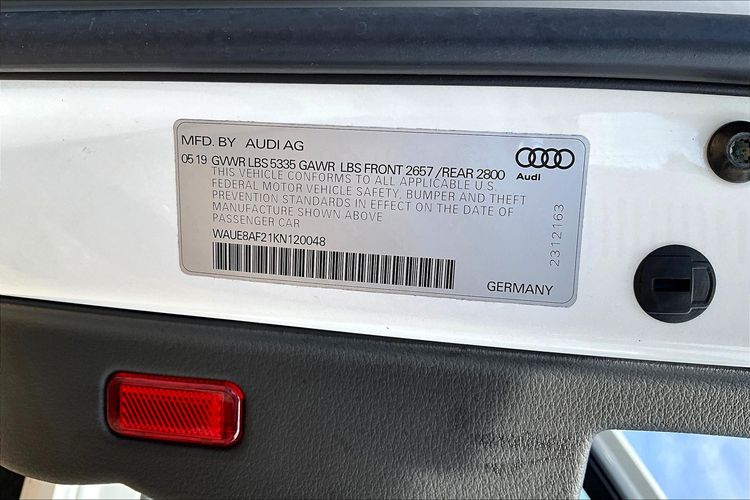 MFD. BY AUDI AG
05 19 GVWR LBS 5335 GAWR LBS FRONT 2657 /REAR 2800
THIS VEHICLE CONFORMS TO ALL APPLICABLE U.S
FEDERAL MOTOR VEHICLE SAFETY, BUMPER AND THEFT
PREVENTION STANDARDS IN EFFECT ON THE DATE OF
MANUFACTURE SHOWN ABOVE
PASSENGER CAR
WAUE8AF21KN120048
Audi
2312163
GERMANY